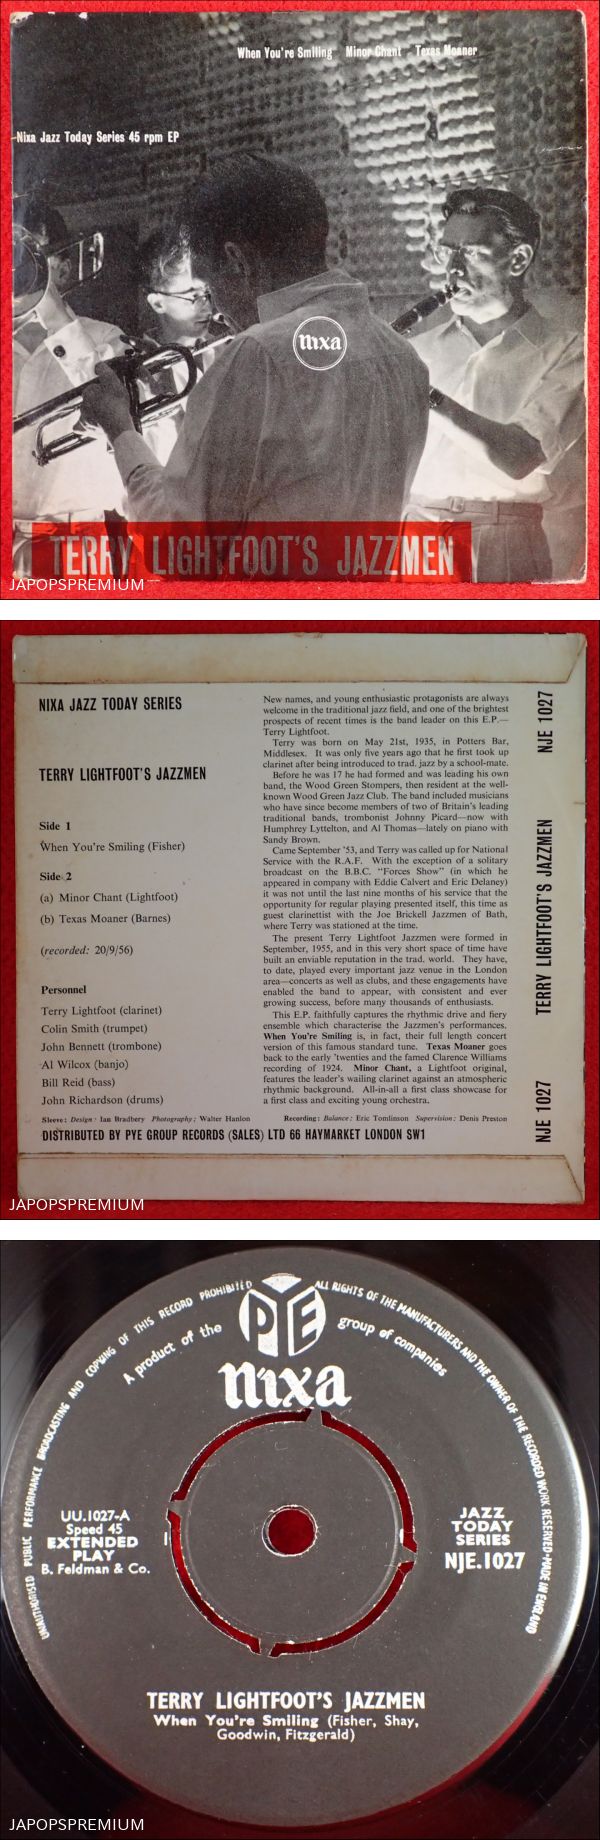 When You're Smiling Minor Chant Texas Moaner
Nixa Jazz Today Series 45 rpm EP
nixa
TERRY LIGHTFOOT'S JAZZMEN
JAPOPSPREMIUM
NIXA JAZZ TODAY SERIES
TERRY LIGHTFOOT'S JAZZMEN
Side 1
When You're Smiling (Fisher)
Side 2
(a) Minor Chant (Lightfoot)
(b) Texas Moaner (Barnes)
(recorded: 20/9/56)
Personnel
Terry Lightfoot (clarinet)
Colin Smith (trumpet)
John Bennett (trombone)
Al Wilcox (banjo)
Bill Reid (bass)
John Richardson (drums)
New names, and young enthusiastic protagonists are always
welcome in the traditional jazz field, and one of the brightest
prospects of recent times is the band leader on this E.P.—
Terry Lightfoot.
Terry was born on May 21st, 1935, in Potters Bar,
Middlesex. It was only five years ago that he first took up
clarinet after being introduced to trad. jazz by a school-mate.
Before he was 17 he had formed and was leading his own
band, the Wood Green Stompers, then resident at the well-
known Wood Green Jazz Club. The band included musicians
who have since become members of two of Britain's leading
traditional bands, trombonist Johnny Picard—now with
Humphrey Lyttelton, and Al Thomas—lately on piano with
Sandy Brown.
Came September '53, and Terry was called up for National
Service with the R.A.F. With the exception of a solitary
broadcast on the B.B.C. "Forces Show" (in which he
appeared in company with Eddie Calvert and Eric Delaney)
it was not until the last nine months of his service that the
opportunity for regular playing presented itself, this time as
guest clarinettist with the Joe Brickell Jazzmen of Bath,
where Terry was stationed at the time.
The present Terry Lightfoot Jazzmen were formed in
September, 1955, and in this very short space of time have
built an enviable reputation in the trad. world. They have,
to date, played every important jazz venue in the London
area—concerts as well as clubs, and these engagements have
enabled the band to appear, with consistent and ever
growing success, before many thousands of enthusiasts.
This E.P. faithfully captures the rhythmic drive and fiery
ensemble which characterise the Jazzmen's performances.
When You're Smiling is, in fact, their full length concert
version of this famous standard tune. Texas Moaner goes
back to the early 'twenties and the famed Clarence Williams
recording of 1924. Minor Chant, a Lightfoot original,
features the leader's wailing clarinet against an atmospheric
rhythmic background. All-in-all a first class showcase for
a first class and exciting young orchestra.
Sleeve: Design: Ian Bradbery Photography: Walter Hanlon Recording: Balance: Eric Tomlinson Supervision: Denis Preston
DISTRIBUTED BY PYE GROUP RECORDS (SALES) LTD 66 HAYMARKET LONDON SW1
NJE 1027
TERRY LIGHTFOOT'S JAZZMEN
NJE 1027
JAPOPSPREMIUM
UNAUTHORISED PUBLIC PERFORMANCE BROADCASTING AND COPYING OF THIS RECORD PROHIBITED
ALL RIGHTS OF THE MANUFACTURERS AND THE OWNER OF THE RECORDED WORK RESERVED-MADE IN ENGLAND
A product of the
PYE
group of companies
nixa
UU.1027-A
Speed 45
EXTENDED
PLAY
B. Feldman & Co.
JAZZ
TODAY
SERIES
NJE.1027
TERRY LIGHTFOOT'S JAZZMEN
When You're Smiling (Fisher, Shay,
Goodwin, Fitzgerald)
JAPOPSPREMIUM